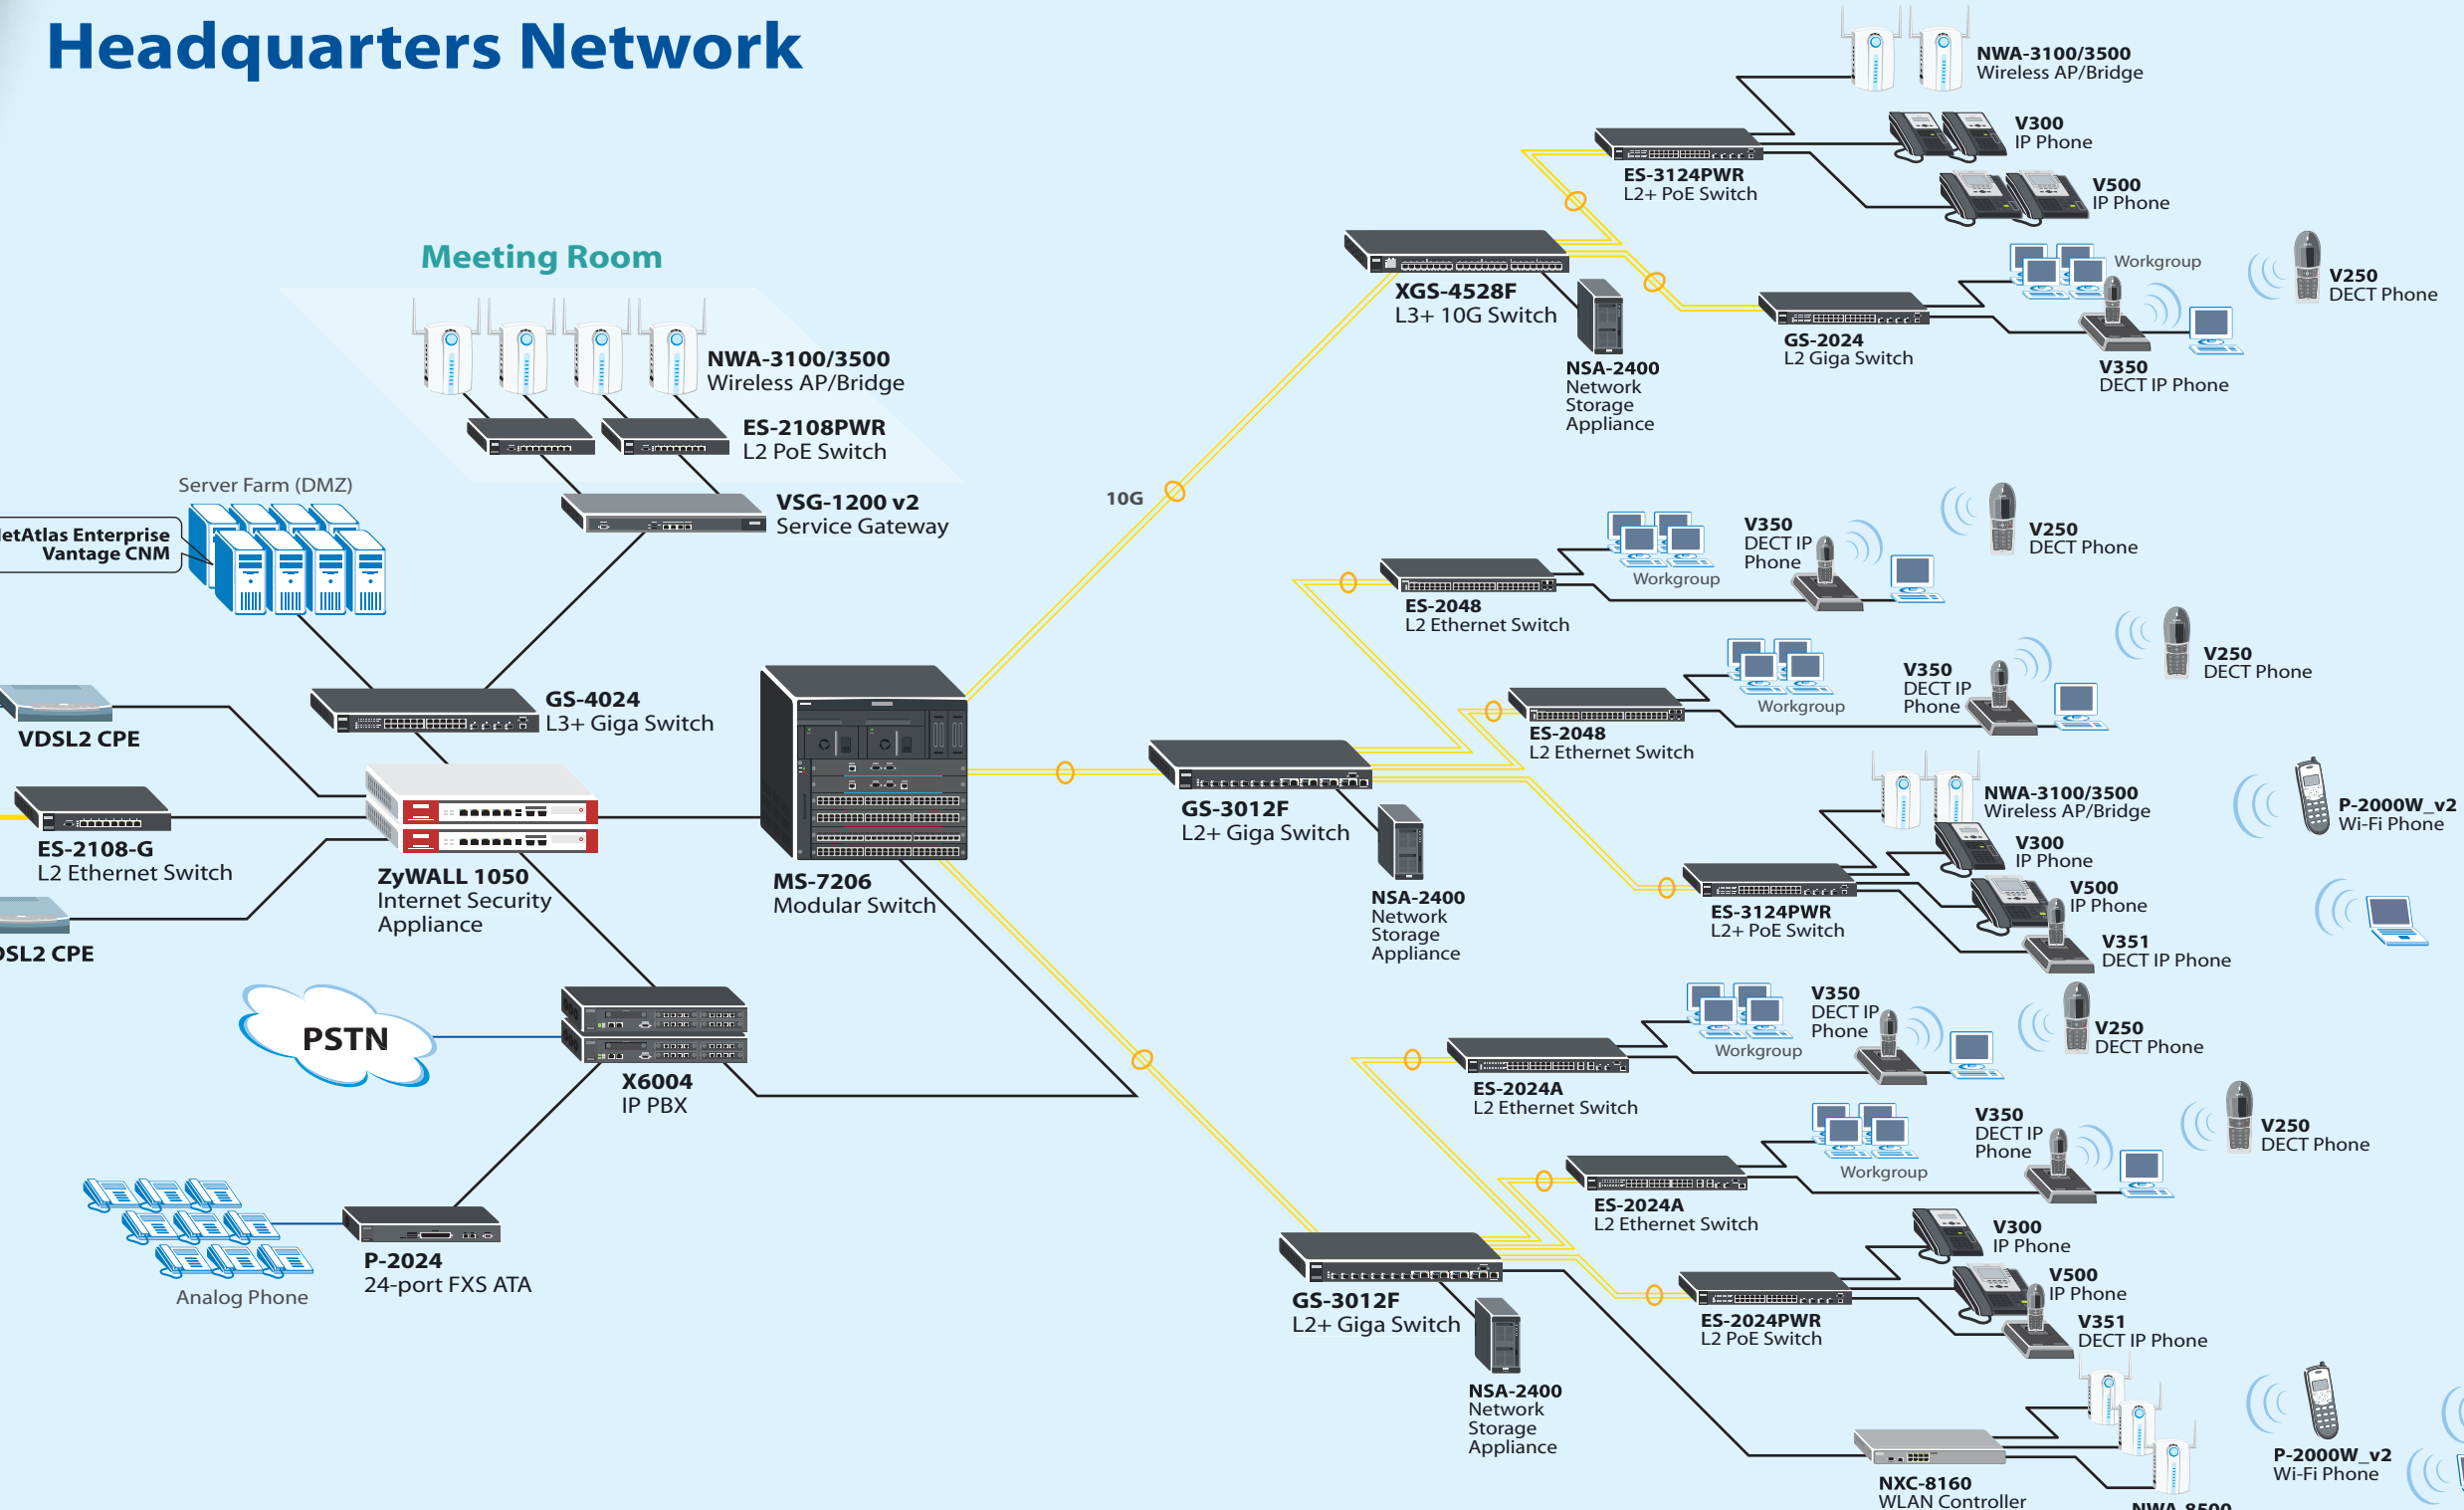 Headquarters Network
Meeting Room
NWA-3100/3500
Wireless AP/Bridge
ES-2108PWR
L2 PoE Switch
VSG-1200 v2
Service Gateway
Server Farm (DMZ)
etAtlas Enterprise
Vantage CNM
GS-4024
L3+ Giga Switch
VDSL2 CPE
ES-2108-G
L2 Ethernet Switch
DSL2 CPE
ZyWALL 1050
Internet Security
Appliance
MS-7206
Modular Switch
PSTN
X6004
IP PBX
P-2024
24-port FXS ATA
Analog Phone
10G
XGS-4528F
L3+ 10G Switch
NSA-2400
Network
Storage
Appliance
ES-3124PWR
L2+ PoE Switch
NWA-3100/3500
Wireless AP/Bridge
V300
IP Phone
V500
IP Phone
GS-2024
L2 Giga Switch
Workgroup
V350
DECT IP Phone
V250
DECT Phone
GS-3012F
L2+ Giga Switch
NSA-2400
Network
Storage
Appliance
ES-2048
L2 Ethernet Switch
Workgroup
V350
DECT IP
Phone
V250
DECT Phone
ES-2048
L2 Ethernet Switch
Workgroup
V350
DECT IP
Phone
V250
DECT Phone
ES-3124PWR
L2+ PoE Switch
NWA-3100/3500
Wireless AP/Bridge
V300
IP Phone
V500
IP Phone
V351
DECT IP Phone
P-2000W_v2
Wi-Fi Phone
GS-3012F
L2+ Giga Switch
NSA-2400
Network
Storage
Appliance
ES-2024A
L2 Ethernet Switch
Workgroup
V350
DECT IP
Phone
V250
DECT Phone
ES-2024A
L2 Ethernet Switch
Workgroup
V350
DECT IP
Phone
V250
DECT Phone
ES-2024PWR
L2 PoE Switch
V300
IP Phone
V500
IP Phone
V351
DECT IP Phone
NXC-8160
WLAN Controller
NWA-8500
P-2000W_v2
Wi-Fi Phone